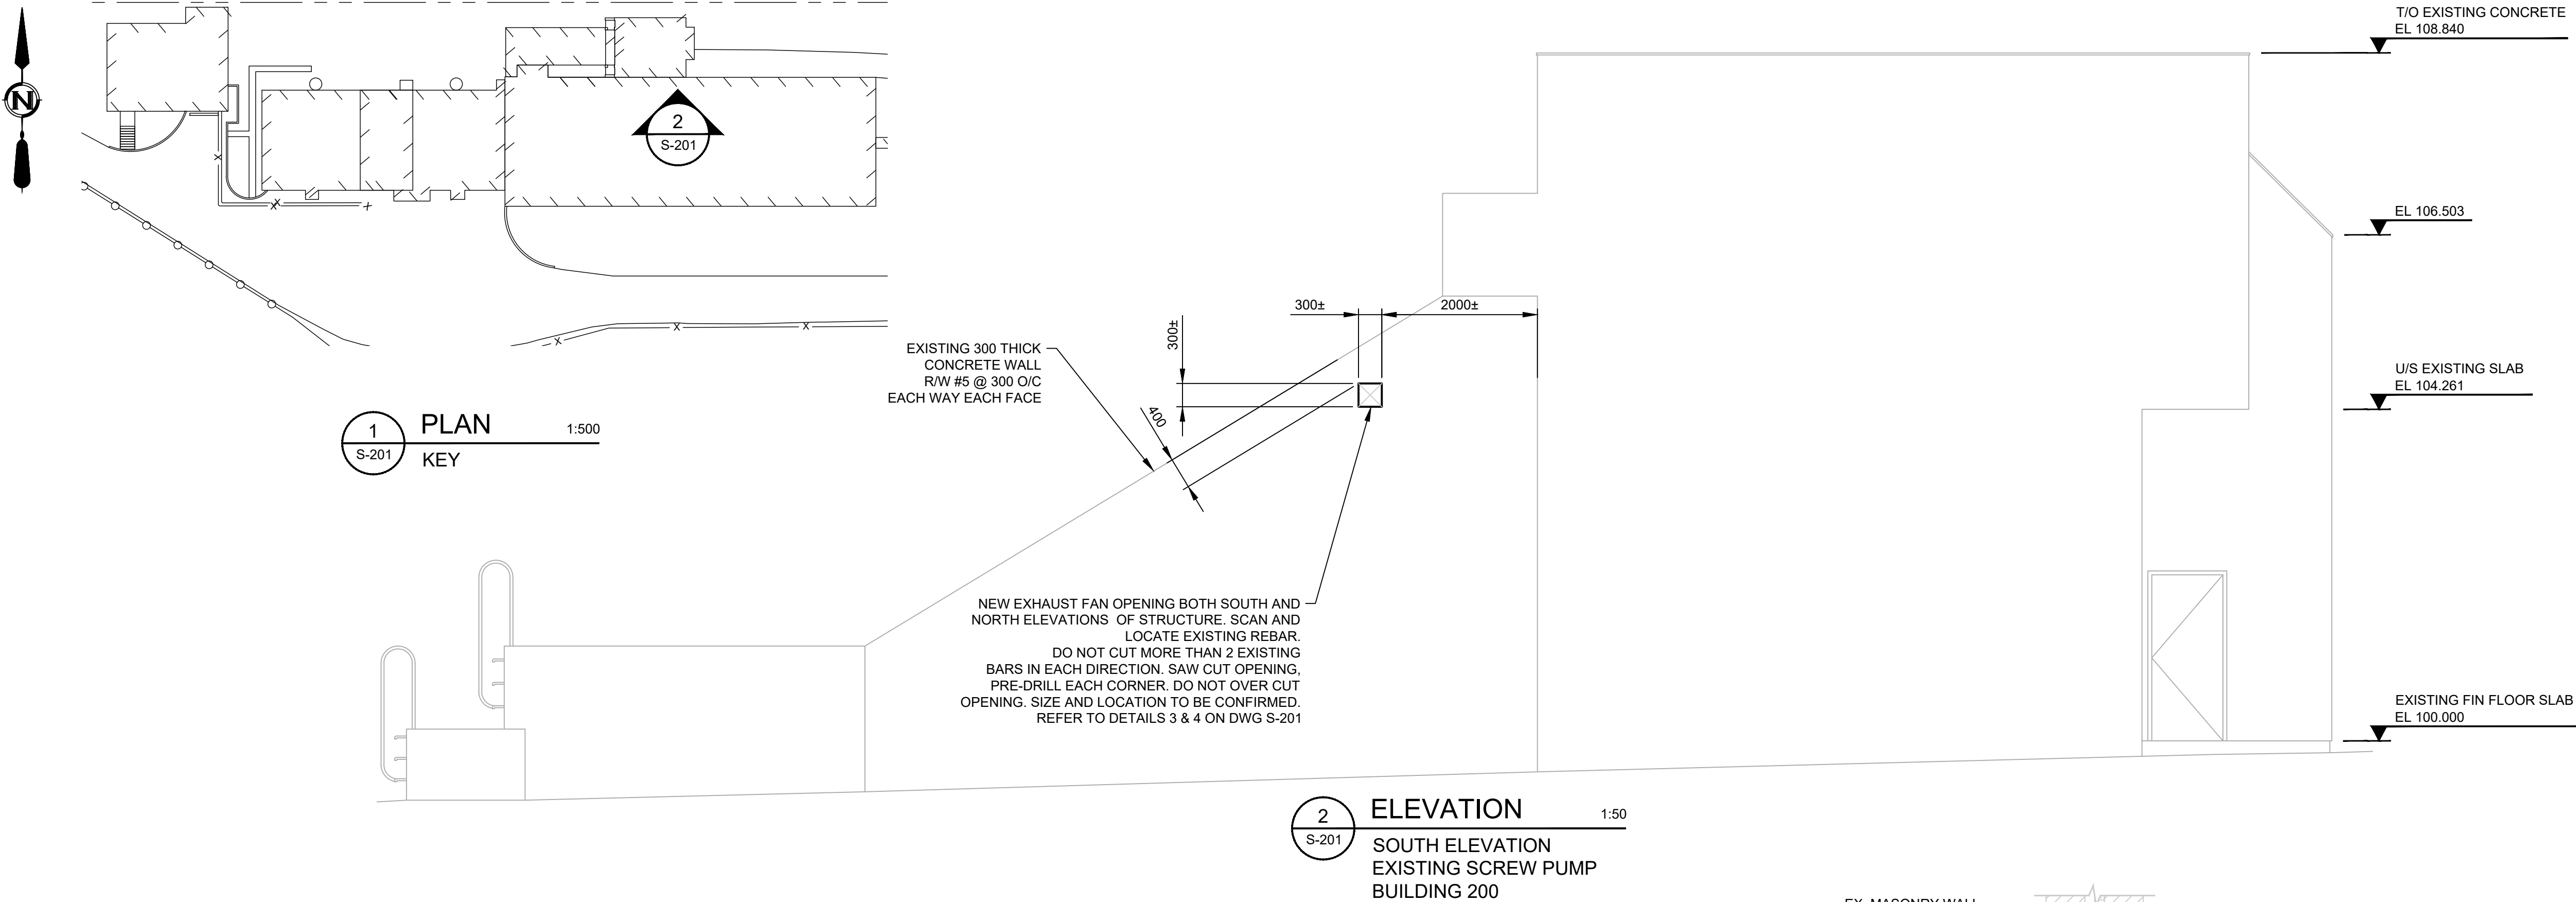 N
2
S-201
1
S-201
PLAN
1:500
KEY
T/O EXISTING CONCRETE
EL 108.840
EL 106.503
U/S EXISTING SLAB
EL 104.261
EXISTING FIN FLOOR SLAB
EL 100.000
300±
2000±
300±
400
EXISTING 300 THICK
CONCRETE WALL
R/W #5 @ 300 O/C
EACH WAY EACH FACE
NEW EXHAUST FAN OPENING BOTH SOUTH AND
NORTH ELEVATIONS OF STRUCTURE. SCAN AND
LOCATE EXISTING REBAR.
DO NOT CUT MORE THAN 2 EXISTING
BARS IN EACH DIRECTION. SAW CUT OPENING,
PRE-DRILL EACH CORNER. DO NOT OVER CUT
OPENING. SIZE AND LOCATION TO BE CONFIRMED.
REFER TO DETAILS 3 & 4 ON DWG S-201
2
S-201
ELEVATION
1:50
SOUTH ELEVATION
EXISTING SCREW PUMP
BUILDING 200
EX. MASONRY WALL